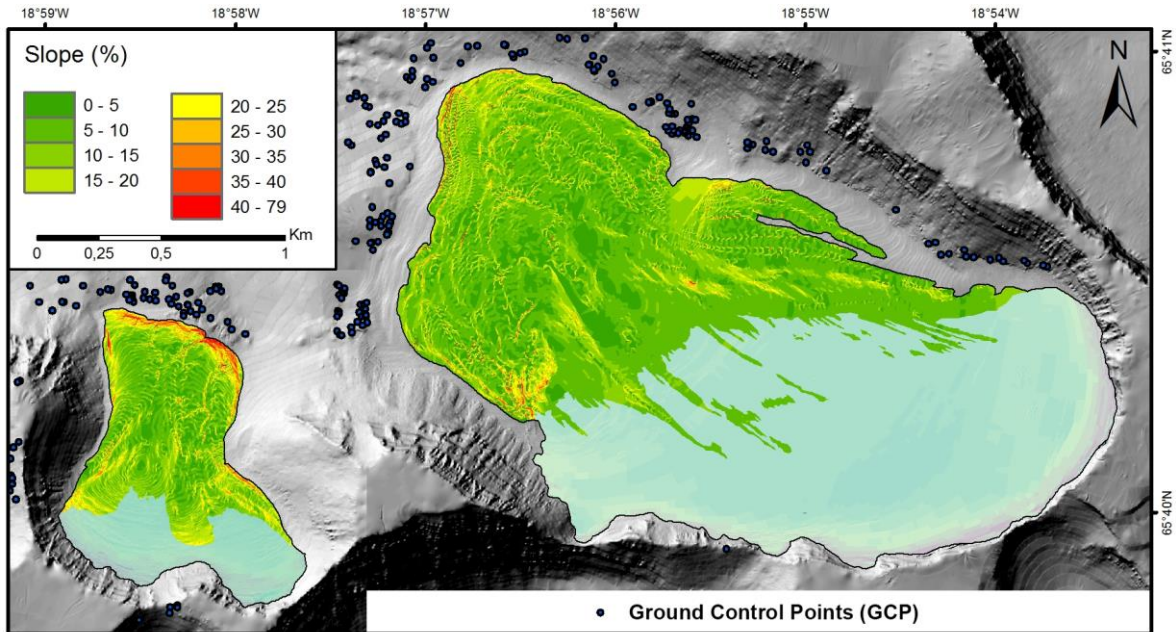 18°59'W 18°58'W 18°57'W 18°56'W 18°55'W 18°54'W
Slope (%)
0 - 5 20 - 25
5 - 10 25 - 30
10 - 15 30 - 35
15 - 20 35 - 40
40 - 79
Km
0 0,25 0,5 1
N
65°41'N
65°40'N
Ground Control Points (GCP)